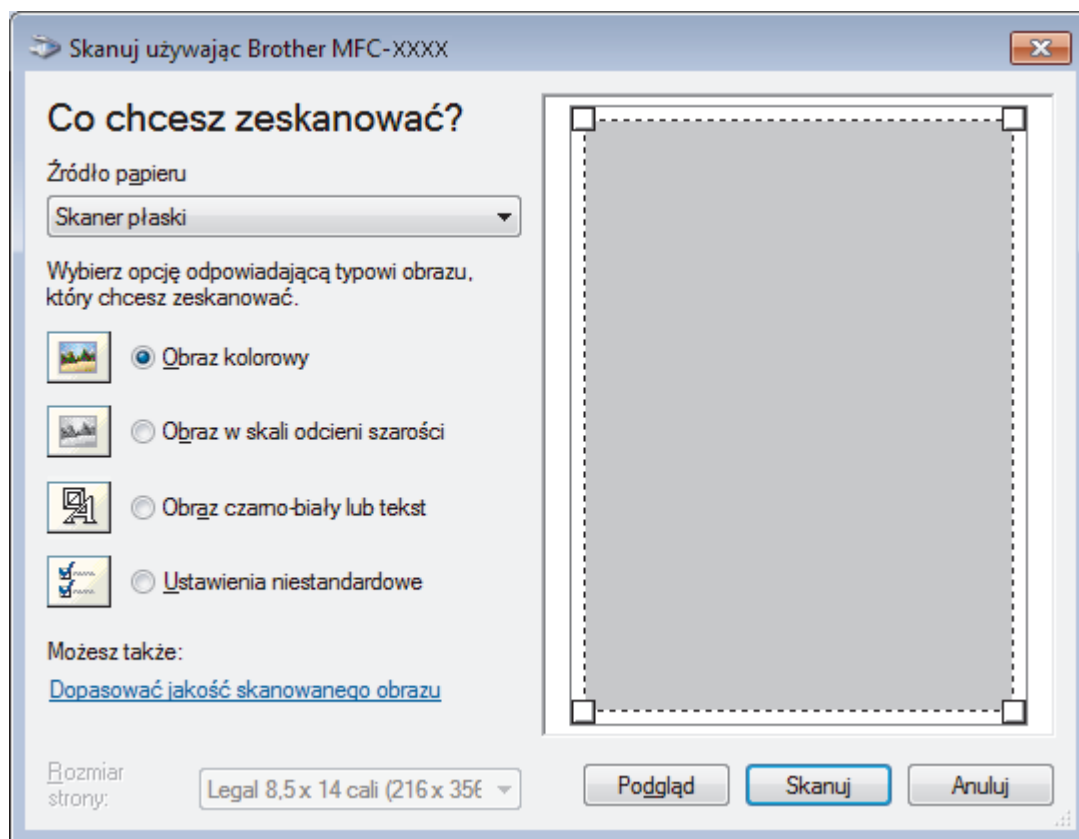 Skanuj używając Brother MFC-XXXX
Co chcesz zeskanować?
Źródło papieru
Skaner płaski
Wybierz opcję odpowiadającą typowi obrazu,
który chcesz zeskanować.
Obraz kolorowy
Obraz w skali odcieni szarości
Obraz czarno-biały lub tekst
Ustawienia niestandardowe
Możesz także:
Dopasować jakość skanowanego obrazu
Rozmiar
strony:
Legal 8,5 x 14 cali (216 x 356
Podgląd
Skanuj
Anuluj